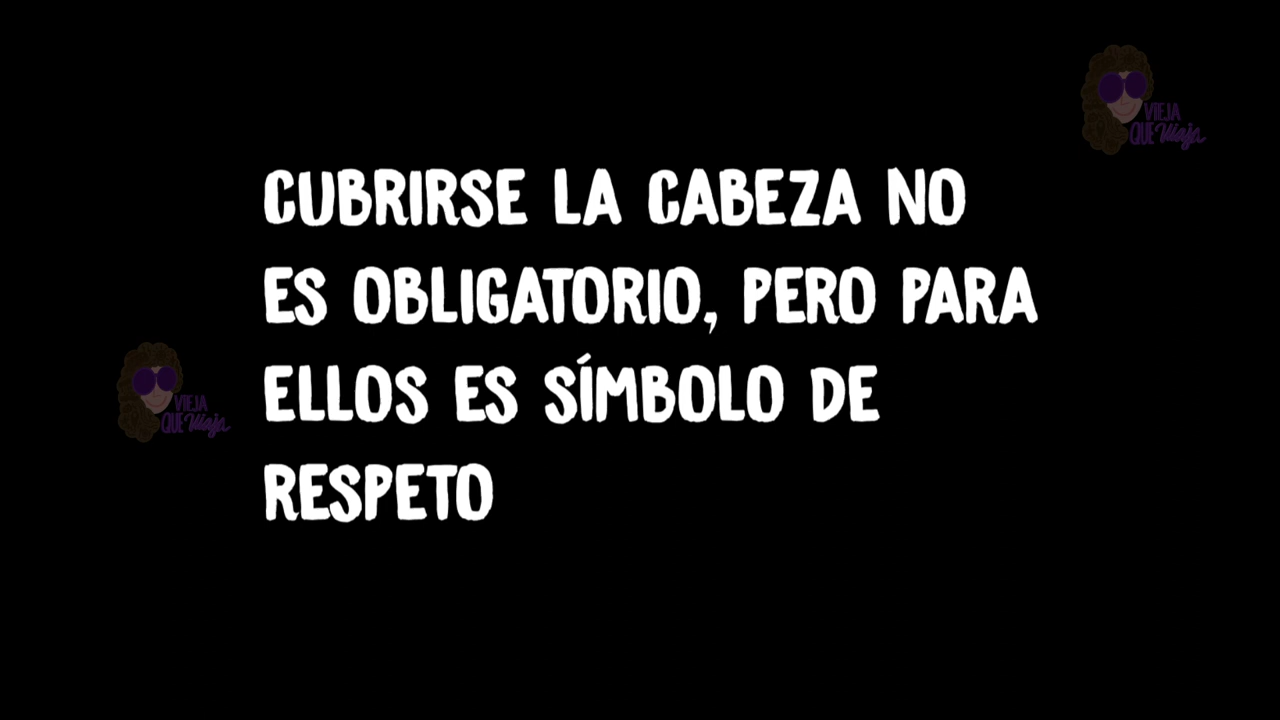 VIEJA
QUE Viaja
CUBRIRSE LA CABEZA NO
ES OBLIGATORIO, PERO PARA
ELLOS ES SÍMBOLO DE
RESPETO
VIEJA
QUE Viaja